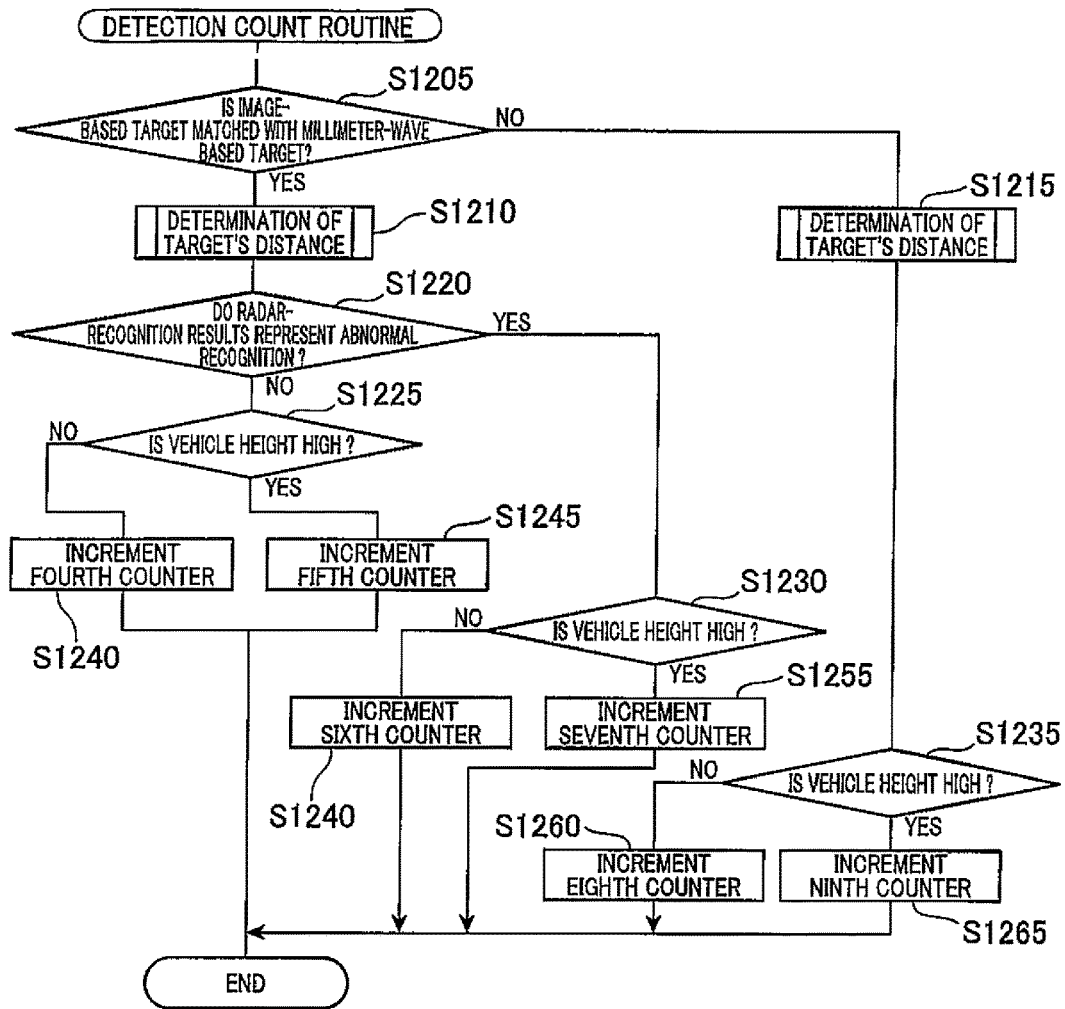 DETECTION COUNT ROUTINE
S1205
IS IMAGE-
BASED TARGET MATCHED WITH MILLIMETER-WAVE
BASED TARGET?
NO
YES
S1210
DETERMINATION OF
TARGET'S DISTANCE
S1215
DETERMINATION OF
TARGET'S DISTANCE
S1220
DO RADAR-
RECOGNITION RESULTS REPRESENT ABNORMAL
RECOGNITION ?
YES
NO
S1225
NO
IS VEHICLE HEIGHT HIGH ?
YES
S1245
INCREMENT
FOURTH COUNTER
INCREMENT
FIFTH COUNTER
S1240
S1230
NO
IS VEHICLE HEIGHT HIGH ?
YES
S1255
INCREMENT
SIXTH COUNTER
INCREMENT
SEVENTH COUNTER
S1240
S1235
NO
IS VEHICLE HEIGHT HIGH ?
YES
S1260
INCREMENT
EIGHTH COUNTER
INCREMENT
NINTH COUNTER
S1265
END